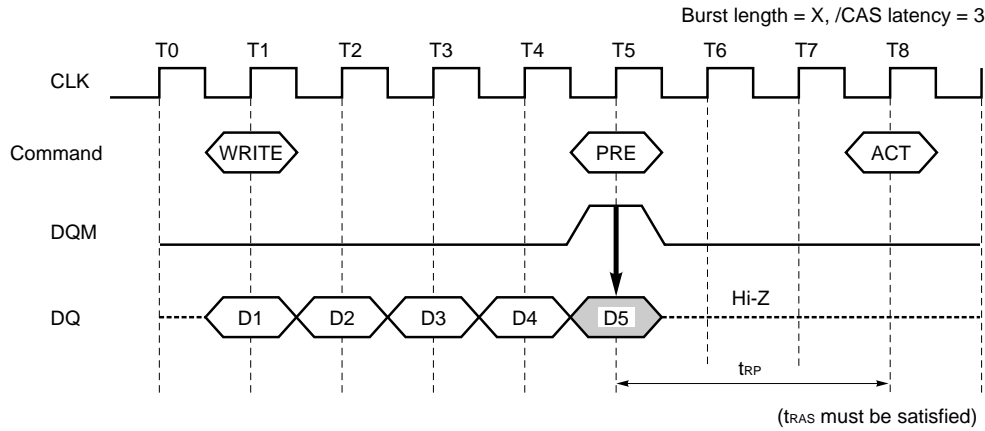 Burst length = X, /CAS latency = 3
T0 T1 T2 T3 T4 T5 T6 T7 T8
CLK
Command WRITE PRE ACT
DQM
Hi-Z
DQ D1 D2 D3 D4 D5
tRP
(tRAS must be satisfied)